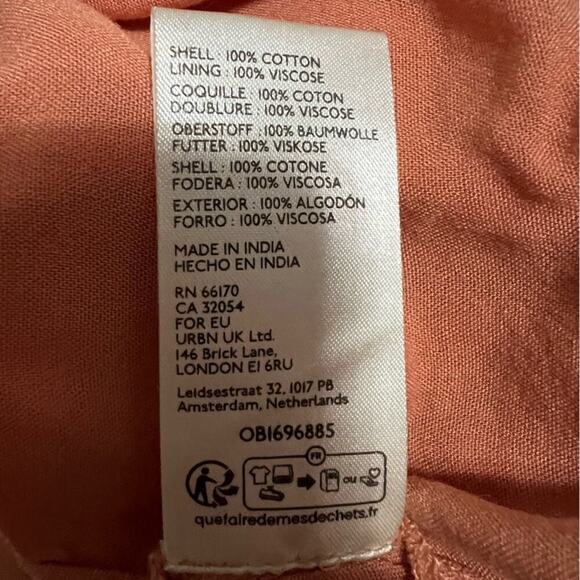 SHELL : 100% COTTON
LINING : 100% VISCOSE
COQUILLE : 100% COTON
DOUBLURE : 100% VISCOSE
OBERSTOFF : 100% BAUMWOLLE
FUTTER : 100% VISKOSE
SHELL : 100% COTONE
FODERA : 100% VISCOSA
EXTERIOR : 100% ALGODÓN
FORRO : 100% VISCOSA
MADE IN INDIA
HECHO EN INDIA
RN 66170
CA 32054
FOR EU
URBN UK Ltd.
146 Brick Lane,
LONDON E1 6RU
Leidsestraat 32, 1017 PB
Amsterdam, Netherlands
OB1696885
FR
ou
quefairedemesdechets.fr